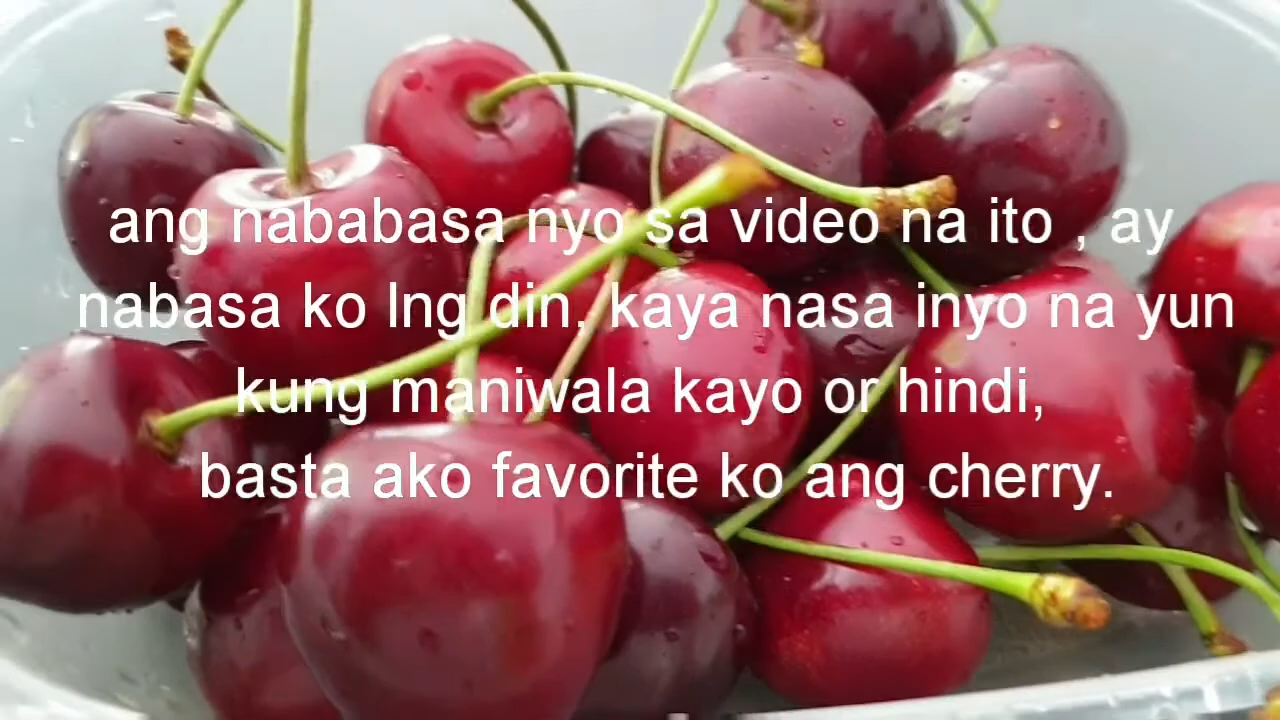 ang nababasa nyo sa video na ito , ay
nabasa ko lng din. kaya nasa inyo na yun
kung maniwala kayo or hindi,
basta ako favorite ko ang cherry.